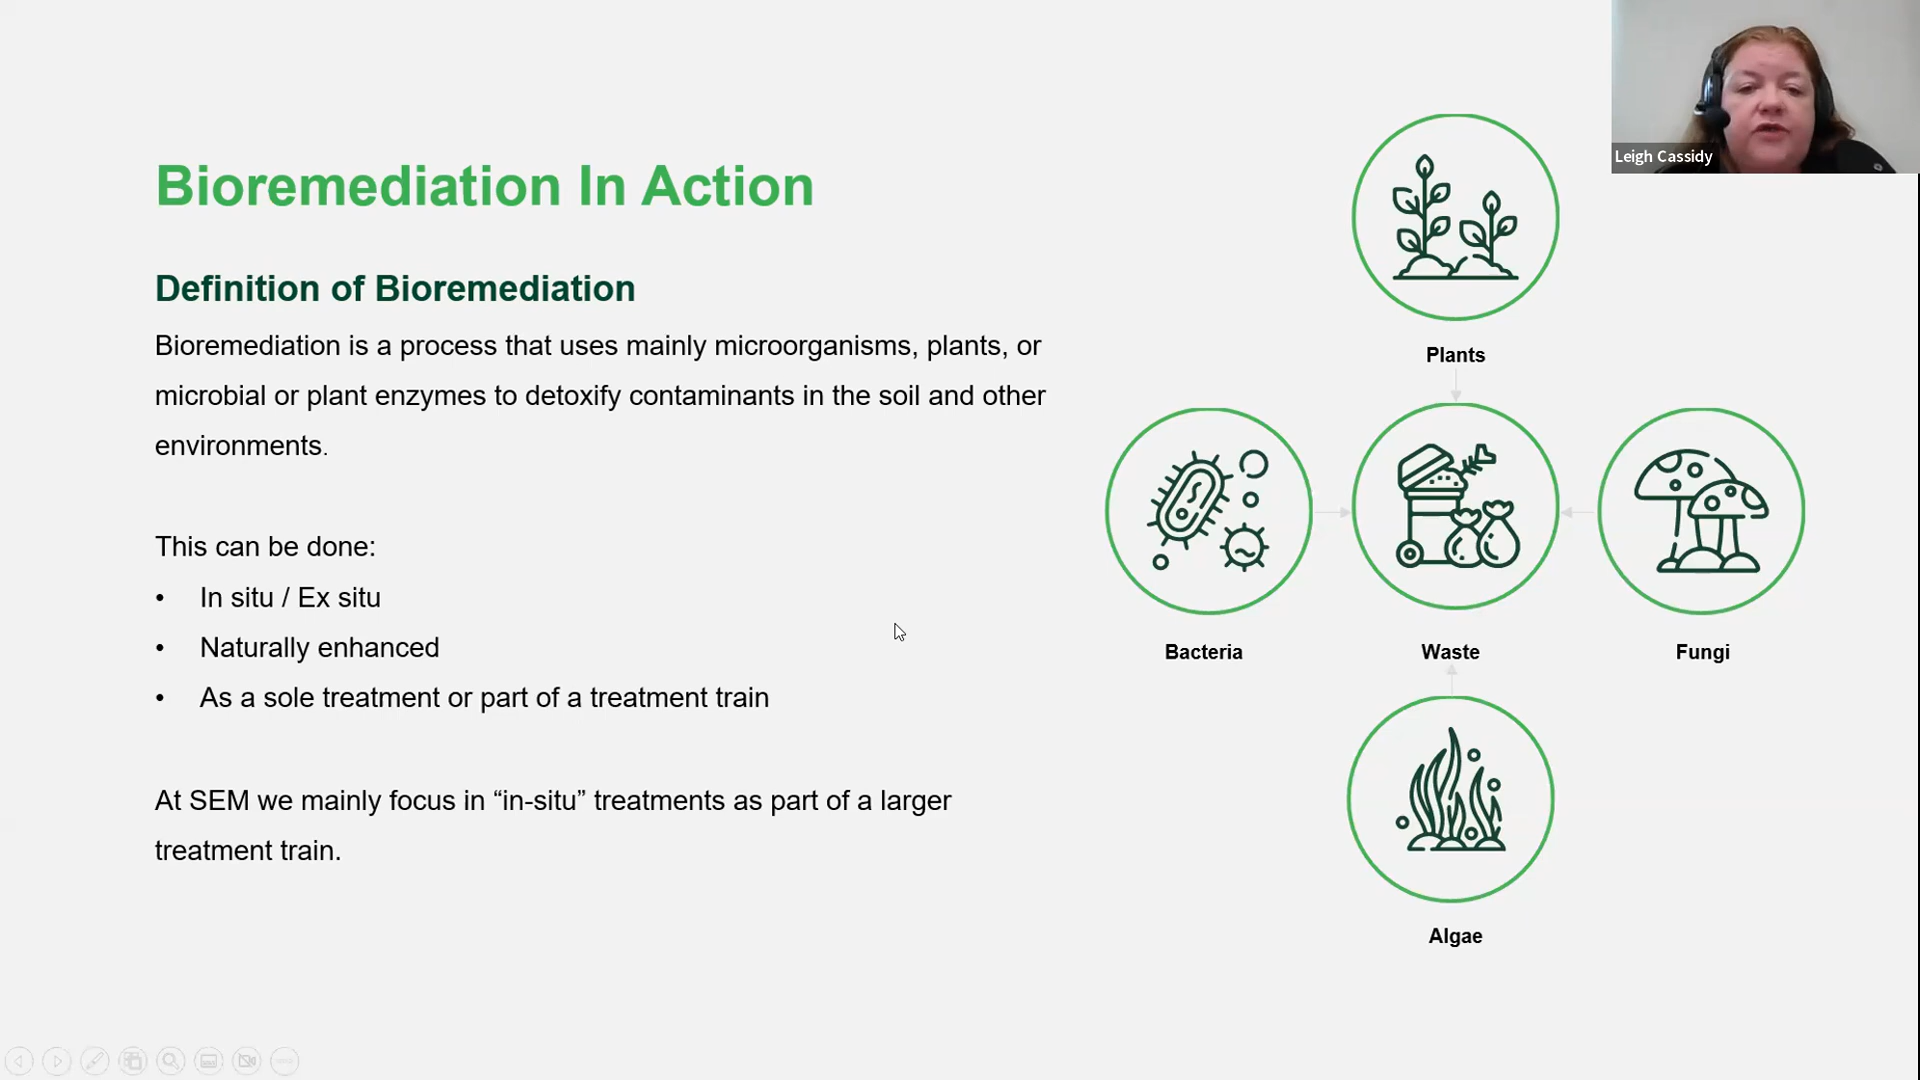 Bioremediation In Action
Definition of Bioremediation
Bioremediation is a process that uses mainly microorganisms, plants, or
microbial or plant enzymes to detoxify contaminants in the soil and other
environments.
This can be done:
• In situ / Ex situ
• Naturally enhanced
• As a sole treatment or part of a treatment train
At SEM we mainly focus in “in-situ” treatments as part of a larger
treatment train.
Leigh Cassidy
Plants
Bacteria
Waste
Fungi
Algae